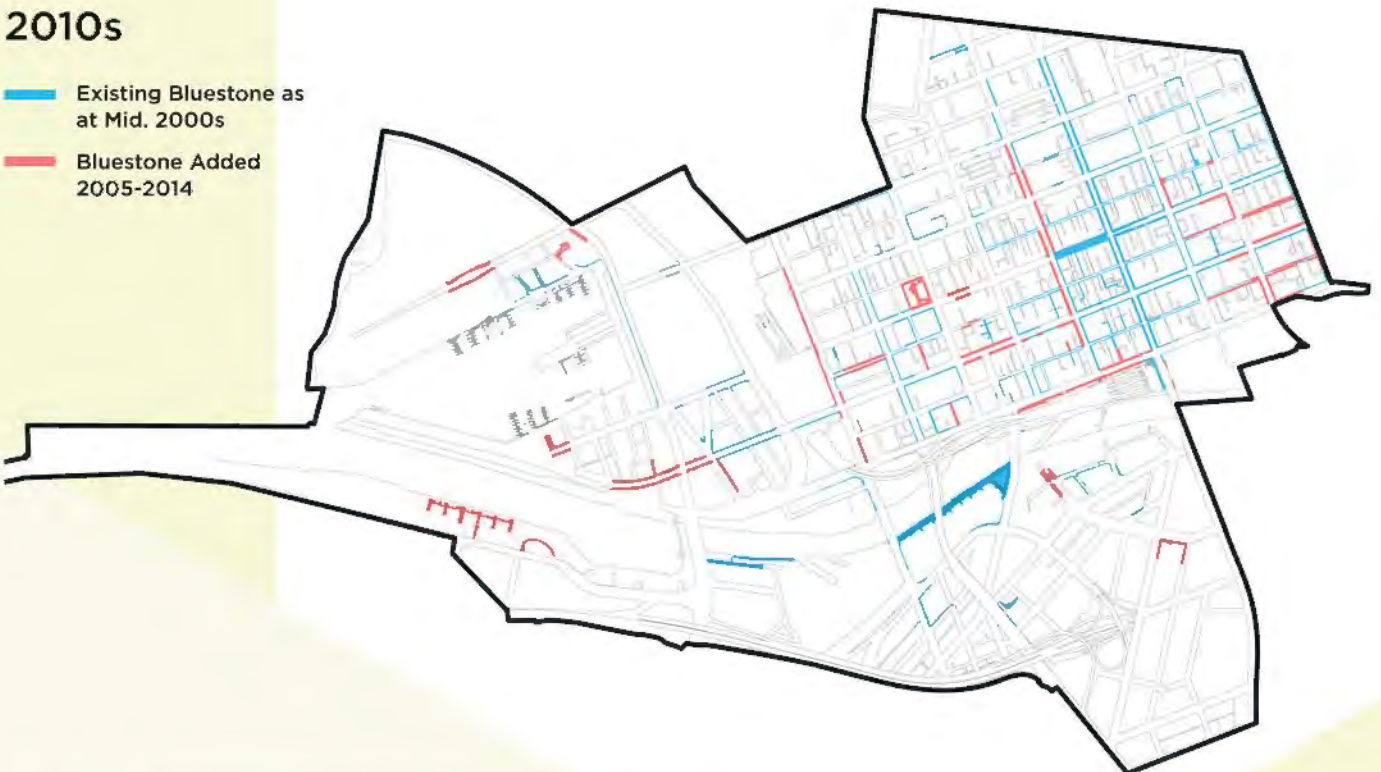 2010s
Existing Bluestone as
at Mid. 2000s
Bluestone Added
2005-2014